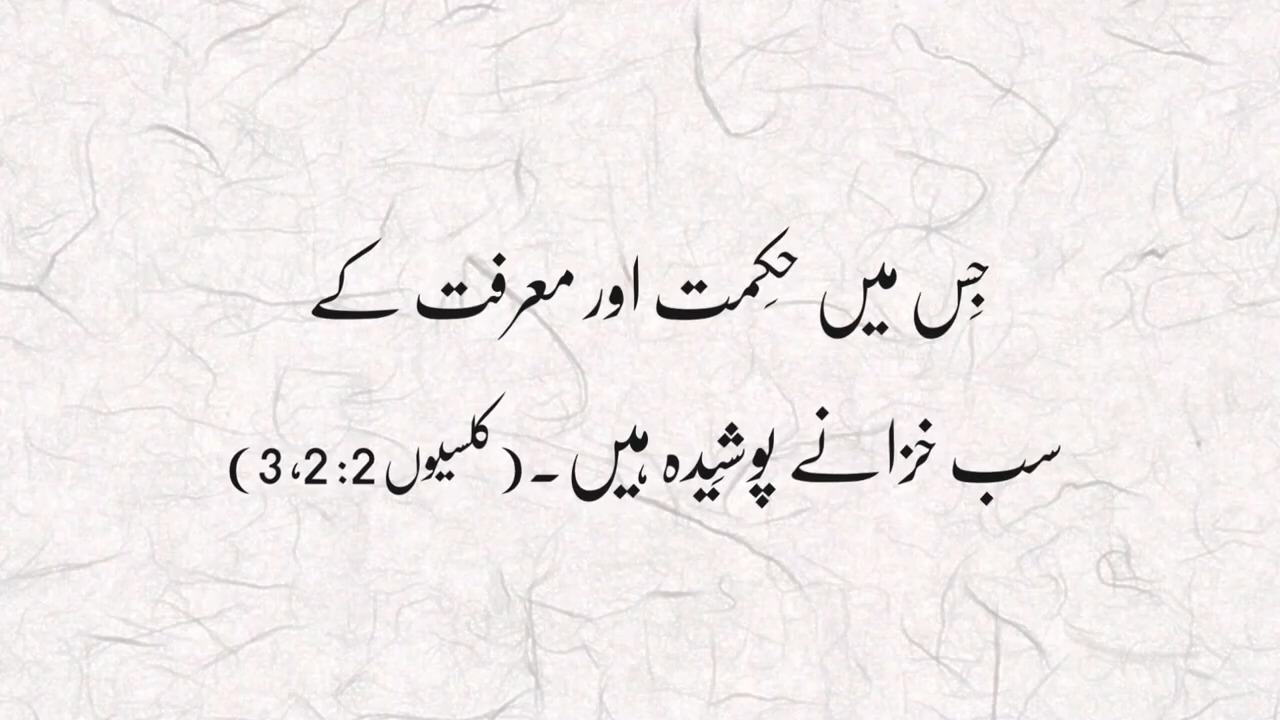 جِس میں حِکمت اور معرفت کے
سب خزانے پوشِیدہ ہیں۔ (کلسیوں 2:2،3)